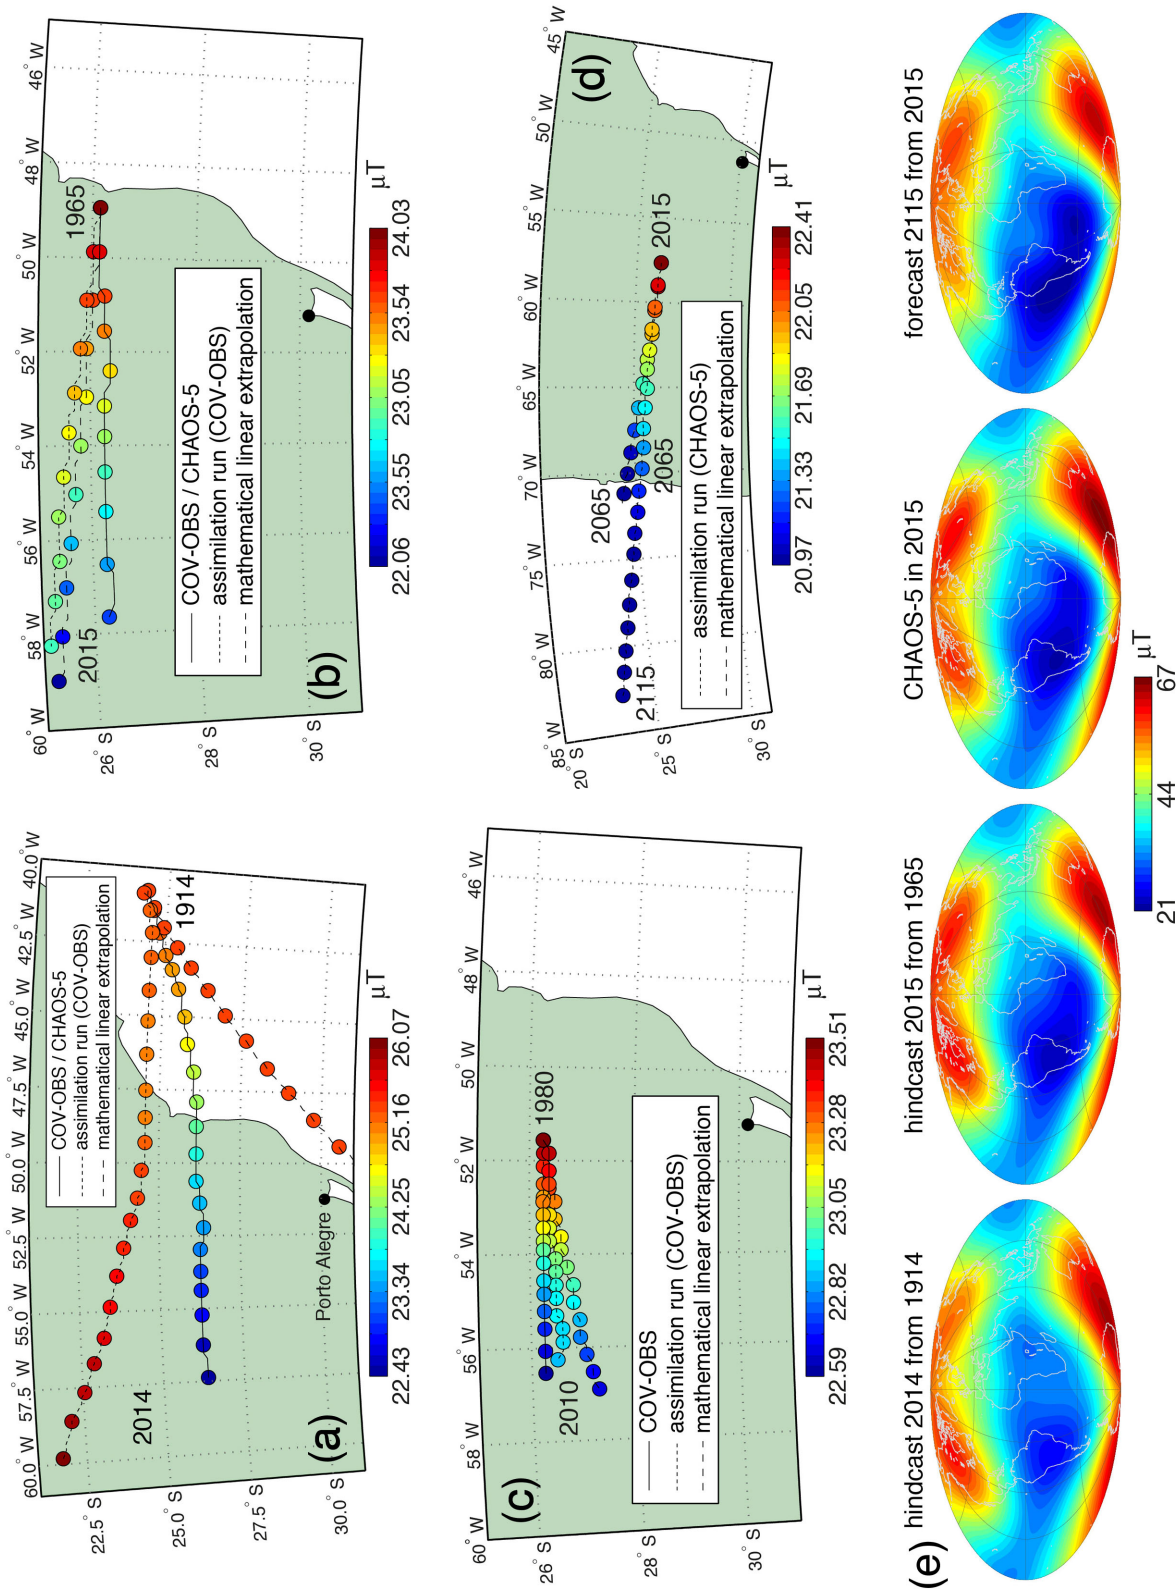 60.0° W
57.5° W
55.0° W
52.5° W
50.0° W
47.5° W
45.0° W
42.5° W
40.0° W
22.5° S
25.0° S
27.5° S
30.0° S
COV-OBS / CHAOS-5
assimilation run (COV-OBS)
mathematical linear extrapolation
2014
1914
Porto Alegre
(a)
22.43
23.34
24.25
25.16
26.07
µT
60° W
58° W
56° W
54° W
52° W
50° W
48° W
46° W
26° S
28° S
30° S
2015
1965
COV-OBS / CHAOS-5
assimilation run (COV-OBS)
mathematical linear extrapolation
(b)
22.06
23.55
23.05
23.54
24.03
µT
60° W
58° W
56° W
54° W
52° W
50° W
48° W
46° W
26° S
28° S
30° S
(c)
2010
1980
COV-OBS
assimilation run (COV-OBS)
mathematical linear extrapolation
22.59
22.82
23.05
23.28
23.51
µT
85° W
80° W
75° W
70° W
65° W
60° W
55° W
50° W
45° W
20° S
25° S
30° S
(d)
2065
2015
2115
2065
assimilation run (CHAOS-5)
mathematical linear extrapolation
20.97
21.33
21.69
22.05
22.41
µT
(e)
hindcast 2014 from 1914
hindcast 2015 from 1965
CHAOS-5 in 2015
forecast 2115 from 2015
21
44
67
µT